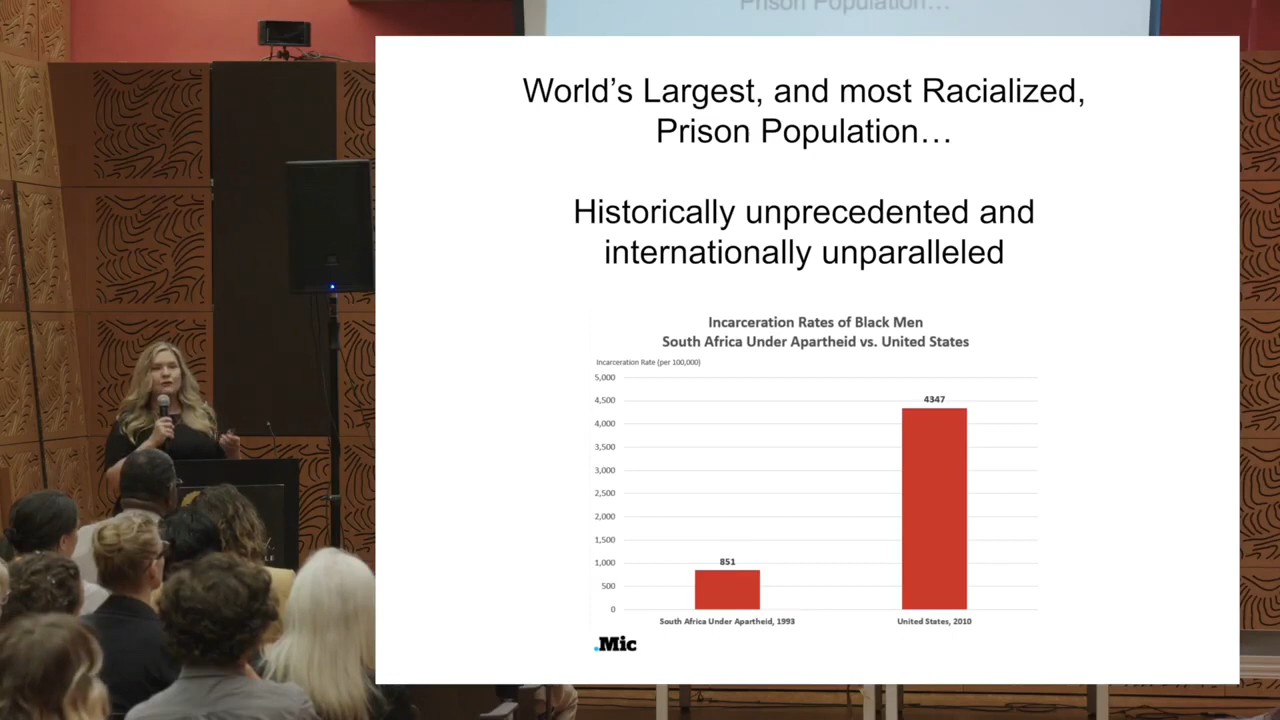 Prison Population...
World's Largest, and most Racialized,
Prison Population…
Historically unprecedented and
internationally unparalleled
Incarceration Rates of Black Men
South Africa Under Apartheid vs. United States
Incarceration Rate (per 100,000)
5,000
4,500
4,000
3,500
3,000
2,500
2,000
1,500
1,000
500
0
851
4347
South Africa Under Apartheid, 1993
United States, 2010
.Mic